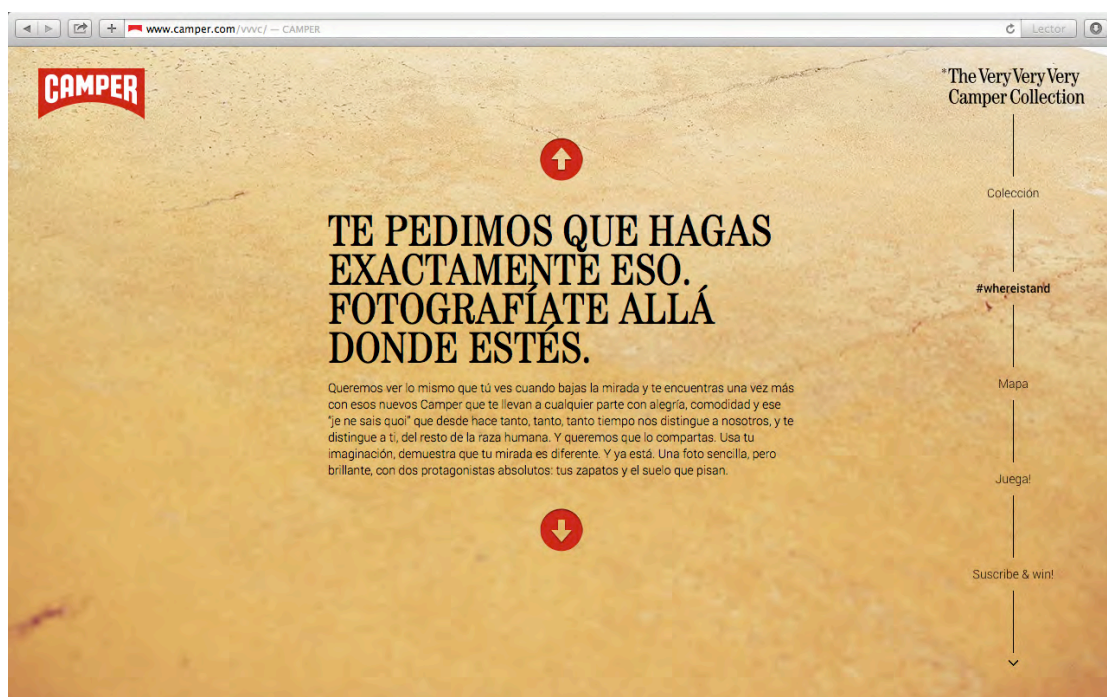 www.camper.com/vvvc/ — CAMPER
Lector
CAMPER
*The Very Very Very
Camper Collection
Colección
#whereistand
Mapa
Juega!
Suscribe & win!
TE PEDIMOS QUE HAGAS
EXACTAMENTE ESO.
FOTOGRAFÍATE ALLÁ
DONDE ESTÉS.
Queremos ver lo mismo que tú ves cuando bajas la mirada y te encuentras una vez más
con esos nuevos Camper que te llevan a cualquier parte con alegría, comodidad y ese
"je ne sais quoi" que desde hace tanto, tanto, tanto tiempo nos distingue a nosotros, y te
distingue a ti, del resto de la raza humana. Y queremos que lo compartas. Usa tu
imaginación, demuestra que tu mirada es diferente. Y ya está. Una foto sencilla, pero
brillante, con dos protagonistas absolutos: tus zapatos y el suelo que pisan.